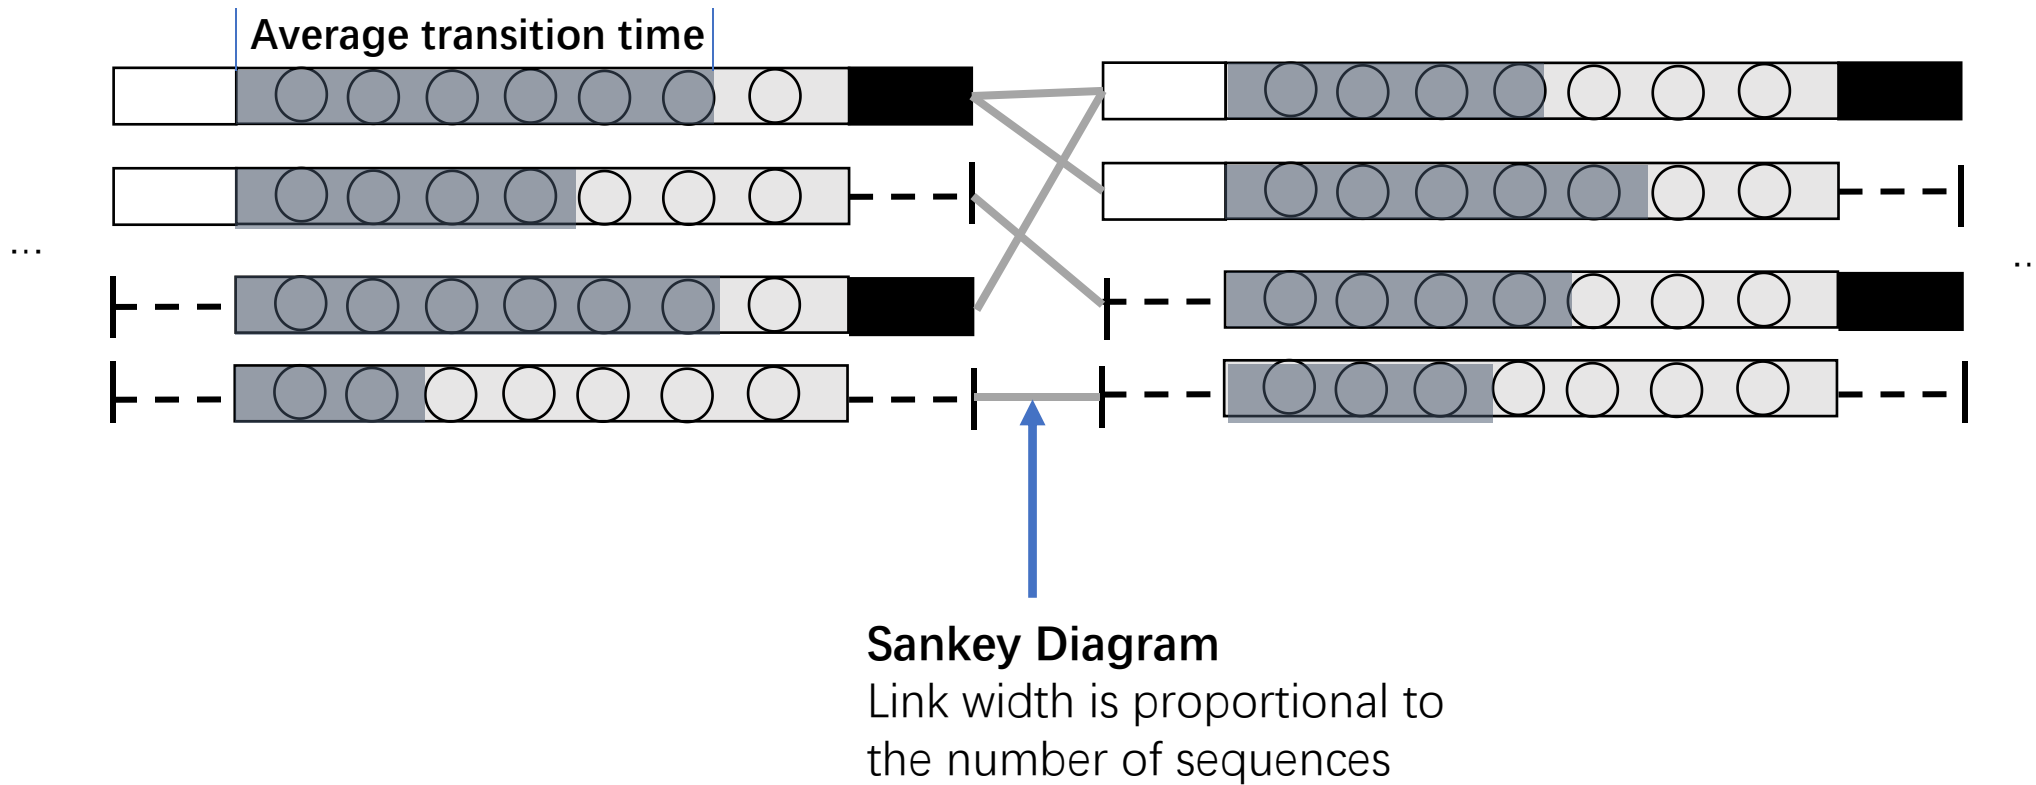 Average transition time
...
..
Sankey Diagram
Link width is proportional to
the number of sequences